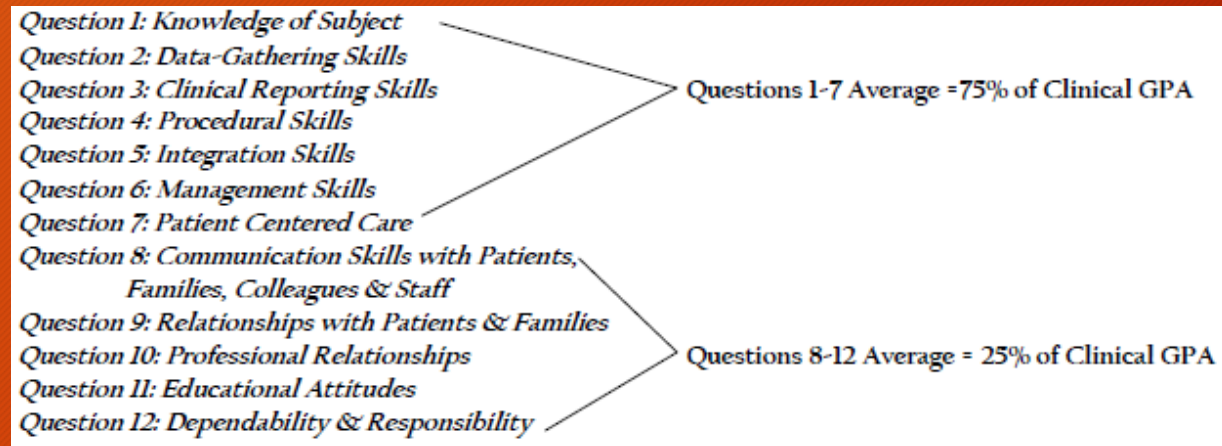 Question 1: Knowledge of Subject
Question 2: Data-Gathering Skills
Question 3: Clinical Reporting Skills
Questions 1-7 Average =75% of Clinical GPA
Question 4: Procedural Skills
Question 5: Integration Skills
Question 6: Management Skills
Question 7: Patient Centered Care
Question 8: Communication Skills with Patients,
Families, Colleagues & Staff
Question 9: Relationships with Patients & Families
Question 10: Professional Relationships
Questions 8-12 Average = 25% of Clinical GPA
Question 11: Educational Attitudes
Question 12: Dependability & Responsibility